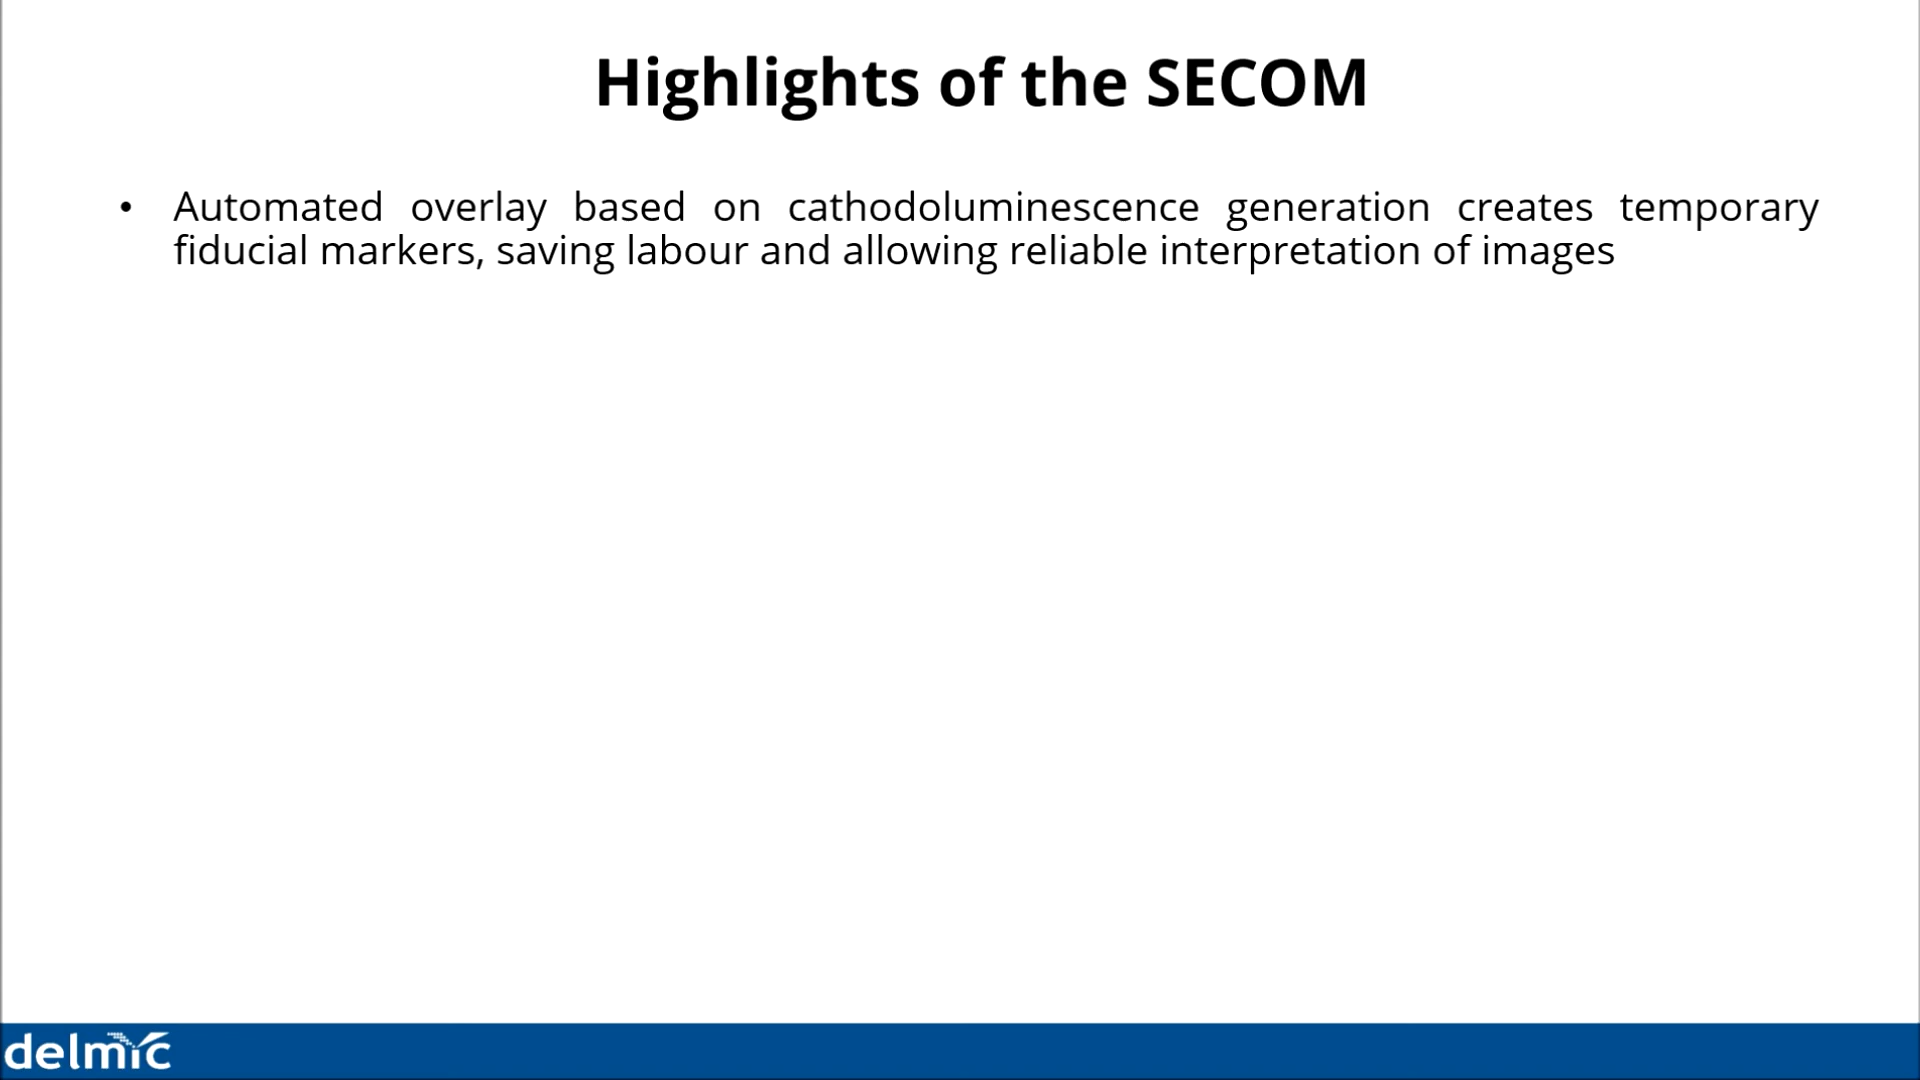 Highlights of the SECOM
• Automated overlay based on cathodoluminescence generation creates temporary
fiducial markers, saving labour and allowing reliable interpretation of images
delmic